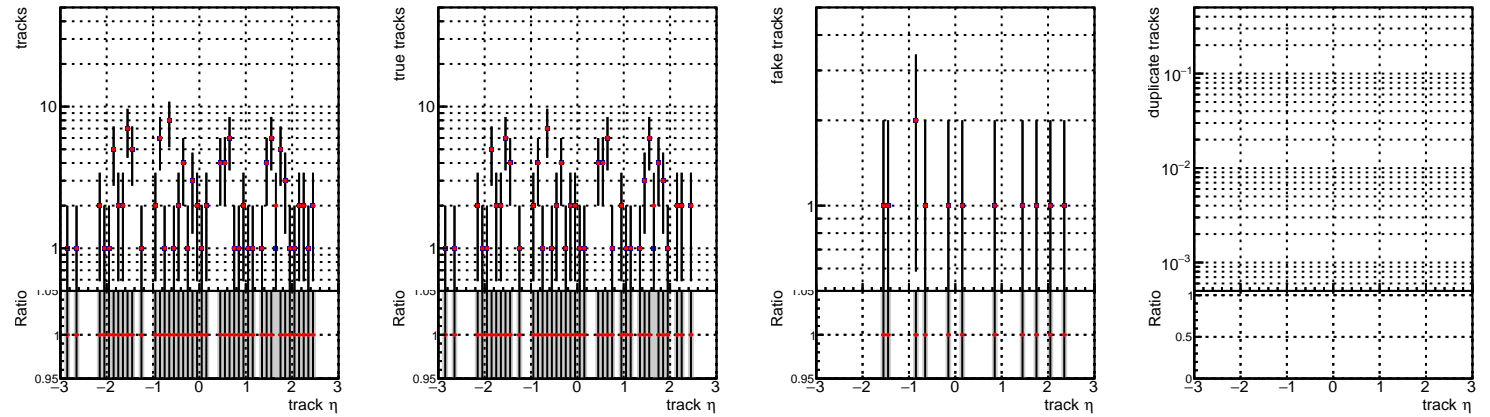 tracks
10
1
Ratio
1.05
1
0.95
−3 −2 −1 0 1 2 3
track η
true tracks
10
1
Ratio
1.05
1
0.95
−3 −2 −1 0 1 2 3
track η
fake tracks
1
Ratio
1.05
1
0.95
−3 −2 −1 0 1 2 3
track η
duplicate tracks
10⁻¹
10⁻²
10⁻³
Ratio
1
0.5
0
−3 −2 −1 0 1 2 3
track η